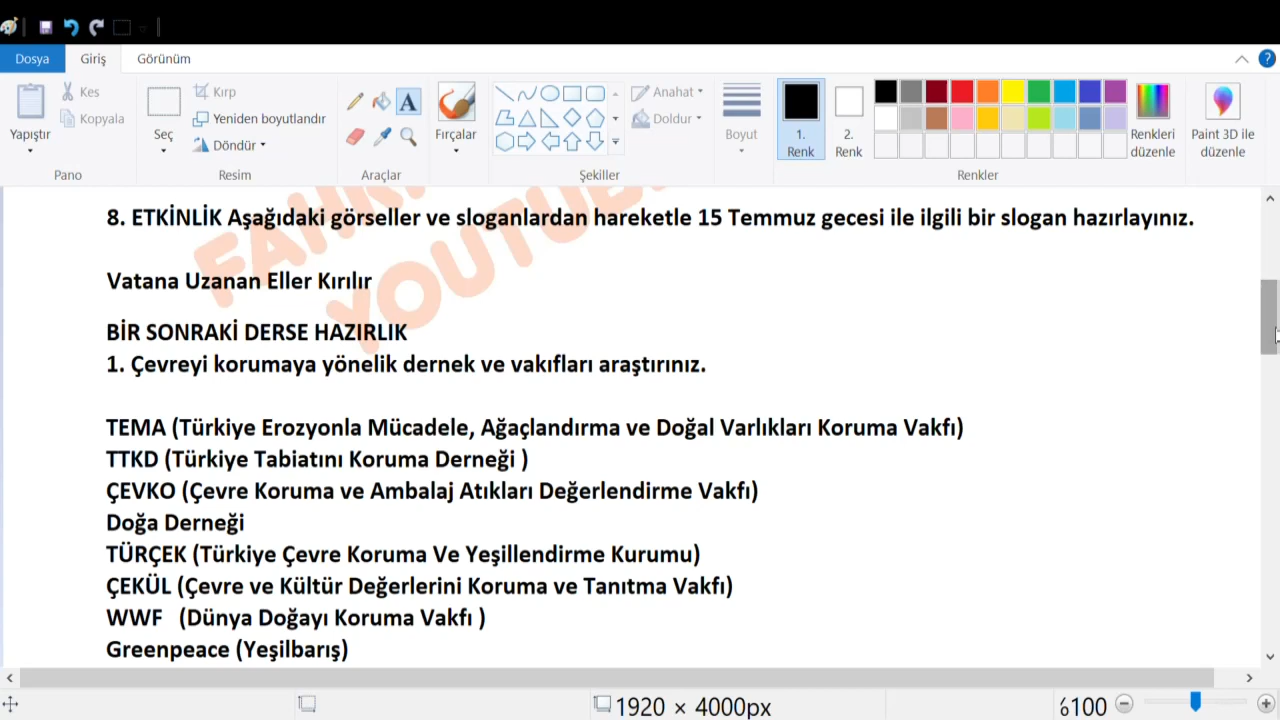 Dosya Giriş Görünüm
Yapıştır
Kes
Kopyala
Pano
Seç
Kırp
Yeniden boyutlandır
Döndür
Resim
A
Araçlar
Fırçalar
Anahat
Doldur
Şekiller
Boyut
1. Renk
2. Renk
Renkleri düzenle
Paint 3D ile düzenle
Renkler
8. ETKİNLİK Aşağıdaki görseller ve sloganlardan hareketle 15 Temmuz gecesi ile ilgili bir slogan hazırlayınız.
Vatana Uzanan Eller Kırılır
BİR SONRAKİ DERSE HAZIRLIK
1. Çevreyi korumaya yönelik dernek ve vakıfları araştırınız.
TEMA (Türkiye Erozyonla Mücadele, Ağaçlandırma ve Doğal Varlıkları Koruma Vakfı)
TTKD (Türkiye Tabiatını Koruma Derneği )
ÇEVKO (Çevre Koruma ve Ambalaj Atıkları Değerlendirme Vakfı)
Doğa Derneği
TÜRÇEK (Türkiye Çevre Koruma Ve Yeşillendirme Kurumu)
ÇEKÜL (Çevre ve Kültür Değerlerini Koruma ve Tanıtma Vakfı)
WWF (Dünya Doğayı Koruma Vakfı )
Greenpeace (Yeşilbarış)
1920 × 4000px